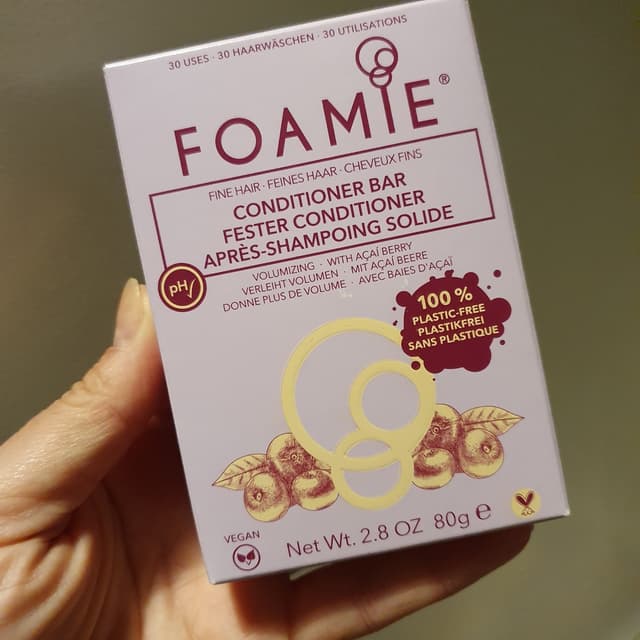 30 USES · 30 HAARWÄSCHEN · 30 UTILISATIONS
FOAMIE®
FINE HAIR · FEINES HAAR · CHEVEUX FINS
CONDITIONER BAR
FESTER CONDITIONER
APRÈS-SHAMPOING SOLIDE
VOLUMIZING · WITH AÇAÍ BERRY
VERLEIHT VOLUMEN · MIT AÇAÍ BEERE
DONNE PLUS DE VOLUME · AVEC BAIES D'AÇAÏ
pH
100 %
PLASTIC-FREE
PLASTIKFREI
SANS PLASTIQUE
VEGAN
Net Wt. 2.8 OZ 80g ℮